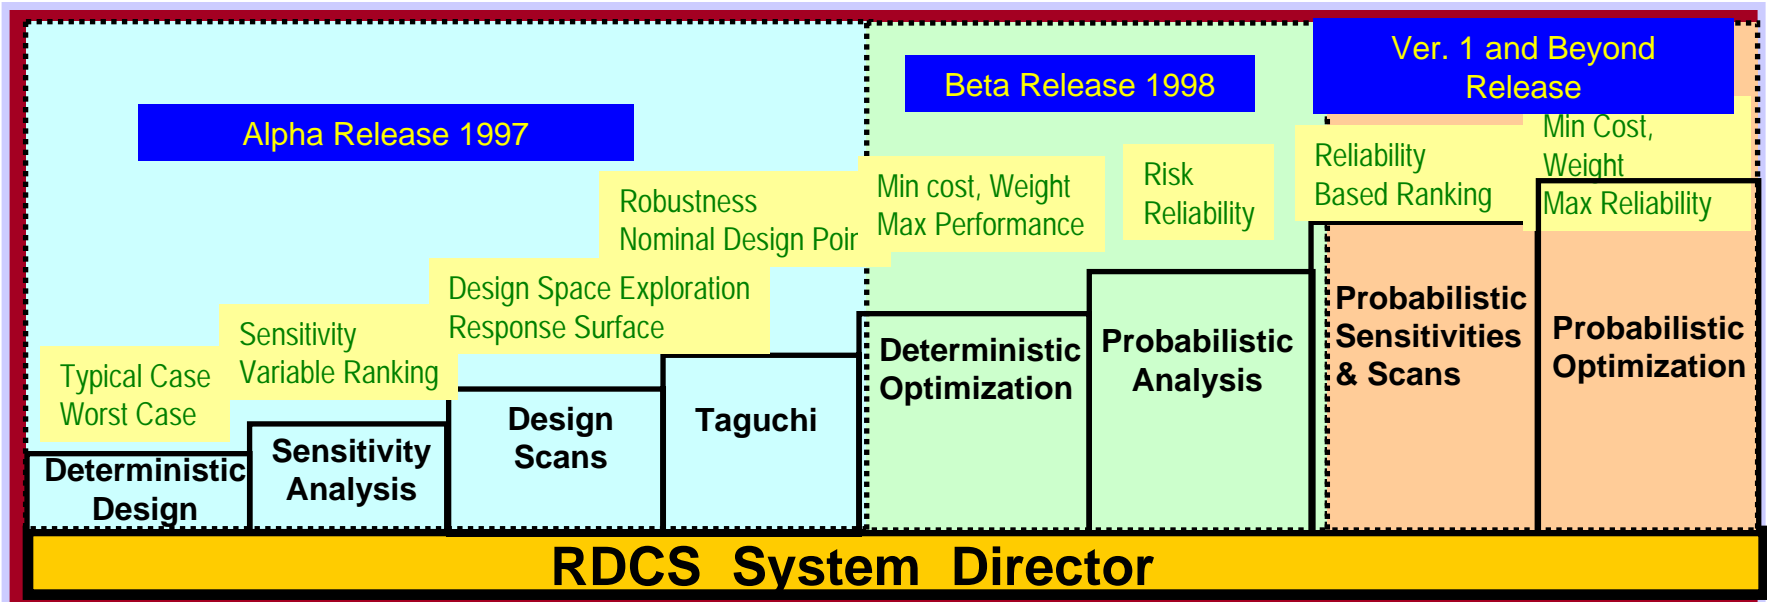 Alpha Release 1997
Beta Release 1998
Ver. 1 and Beyond
Release
Typical Case
Worst Case
Sensitivity
Variable Ranking
Design Space Exploration
Response Surface
Robustness
Nominal Design Poin
Min cost, Weight
Max Performance
Risk
Reliability
Reliability
Based Ranking
Min Cost,
Weight
Max Reliability
Deterministic
Design
Sensitivity
Analysis
Design
Scans
Taguchi
Deterministic
Optimization
Probabilistic
Analysis
Probabilistic
Sensitivities
& Scans
Probabilistic
Optimization
RDCS System Director